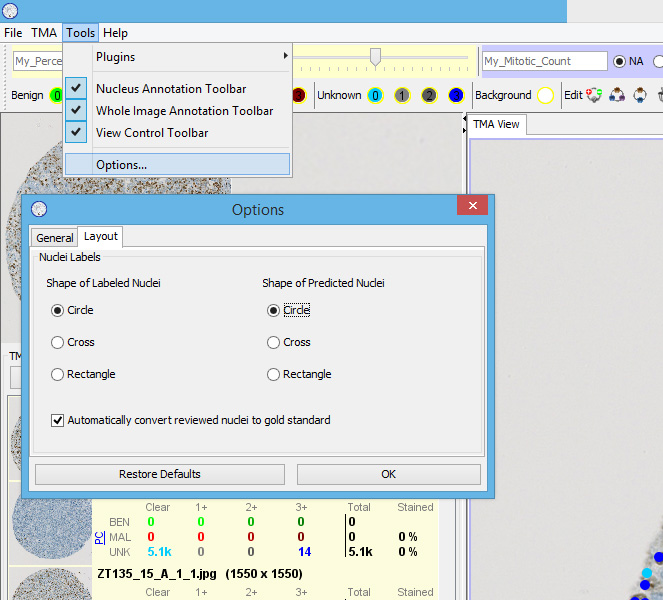 File TMA Tools Help
My_Perce
Plugins
My_Mitotic_Count NA
Benign 0
Nucleus Annotation Toolbar
Unknown 0 1 2 3 Background Edit
Whole Image Annotation Toolbar
View Control Toolbar
TMA View
Options...
Options
General Layout
Nuclei Labels
Shape of Labeled Nuclei Shape of Predicted Nuclei
Circle Circle
Cross Cross
Rectangle Rectangle
Automatically convert reviewed nuclei to gold standard
Restore Defaults OK
Clear 1+ 2+ 3+ Total Stained
PC
BEN 0 0 0 0 0
MAL 0 0 0 0 0 0 %
UNK 5.1k 0 0 14 5.1k 0 %
ZT135_15_A_1_1.jpg (1550 x 1550)
Clear 1+ 2+ 3+ Total Stained